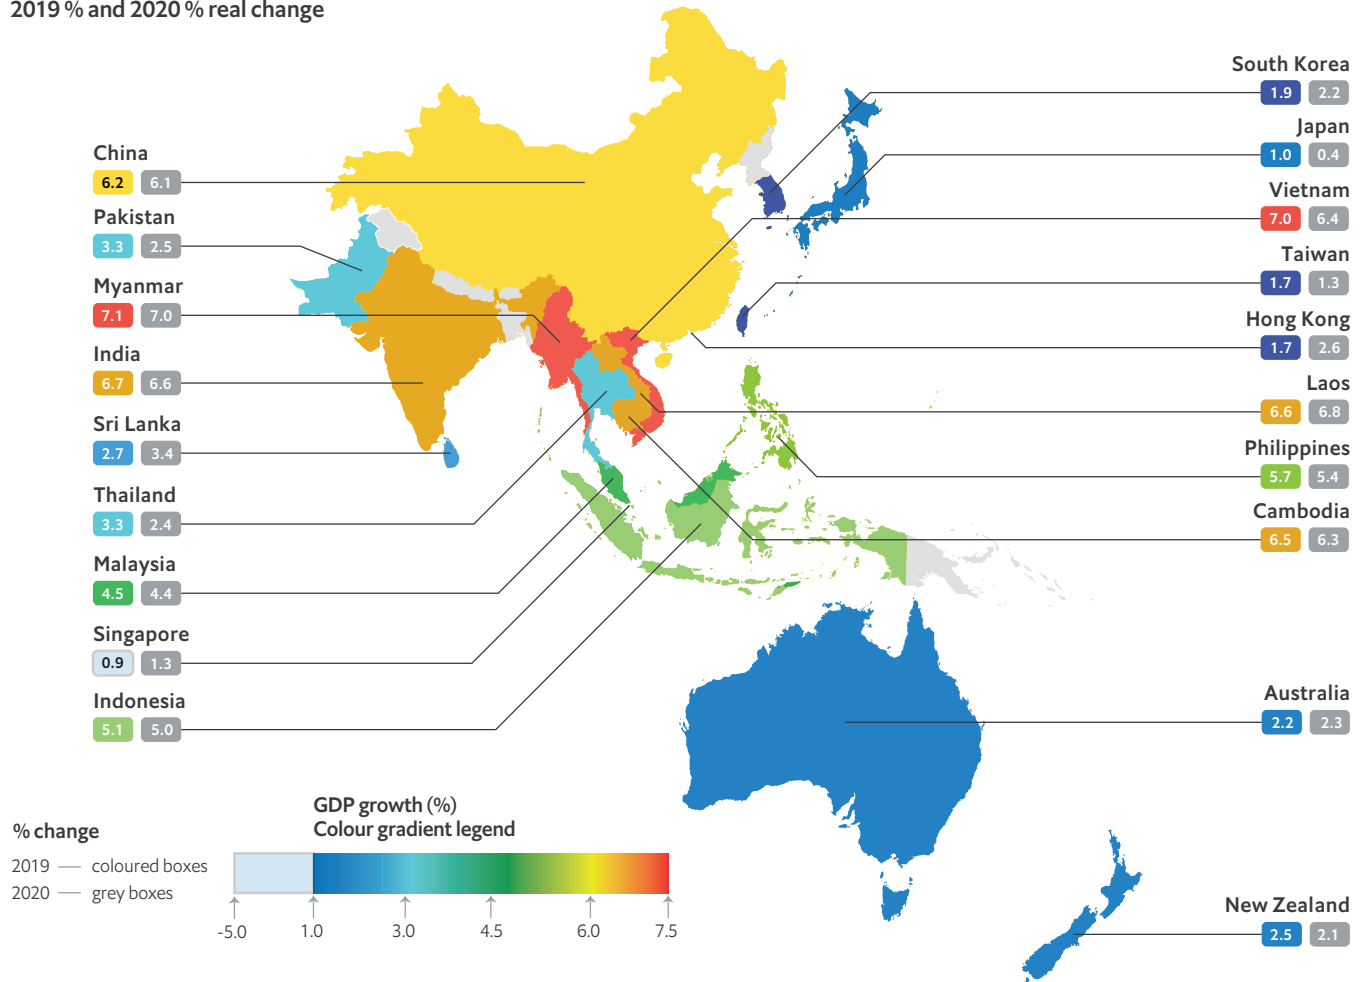 2019 % and 2020 % real change
China
6.2 6.1
Pakistan
3.3 2.5
Myanmar
7.1 7.0
India
6.7 6.6
Sri Lanka
2.7 3.4
Thailand
3.3 2.4
Malaysia
4.5 4.4
Singapore
0.9 1.3
Indonesia
5.1 5.0
South Korea
1.9 2.2
Japan
1.0 0.4
Vietnam
7.0 6.4
Taiwan
1.7 1.3
Hong Kong
1.7 2.6
Laos
6.6 6.8
Philippines
5.7 5.4
Cambodia
6.5 6.3
Australia
2.2 2.3
New Zealand
2.5 2.1
% change
2019 — coloured boxes
2020 — grey boxes
GDP growth (%)
Colour gradient legend
-5.0 1.0 3.0 4.5 6.0 7.5